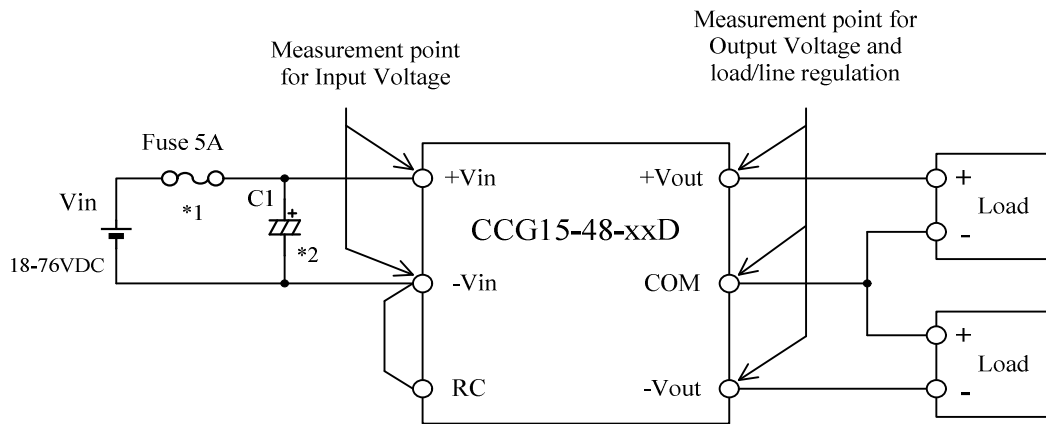 Measurement point
for Input Voltage
Measurement point for
Output Voltage and
load/line regulation
Fuse 5A
*1
Vin
18-76VDC
C1
+
*2
+Vin
-Vin
RC
CCG15-48-xxD
+Vout
COM
-Vout
+
Load
-
+
Load
-